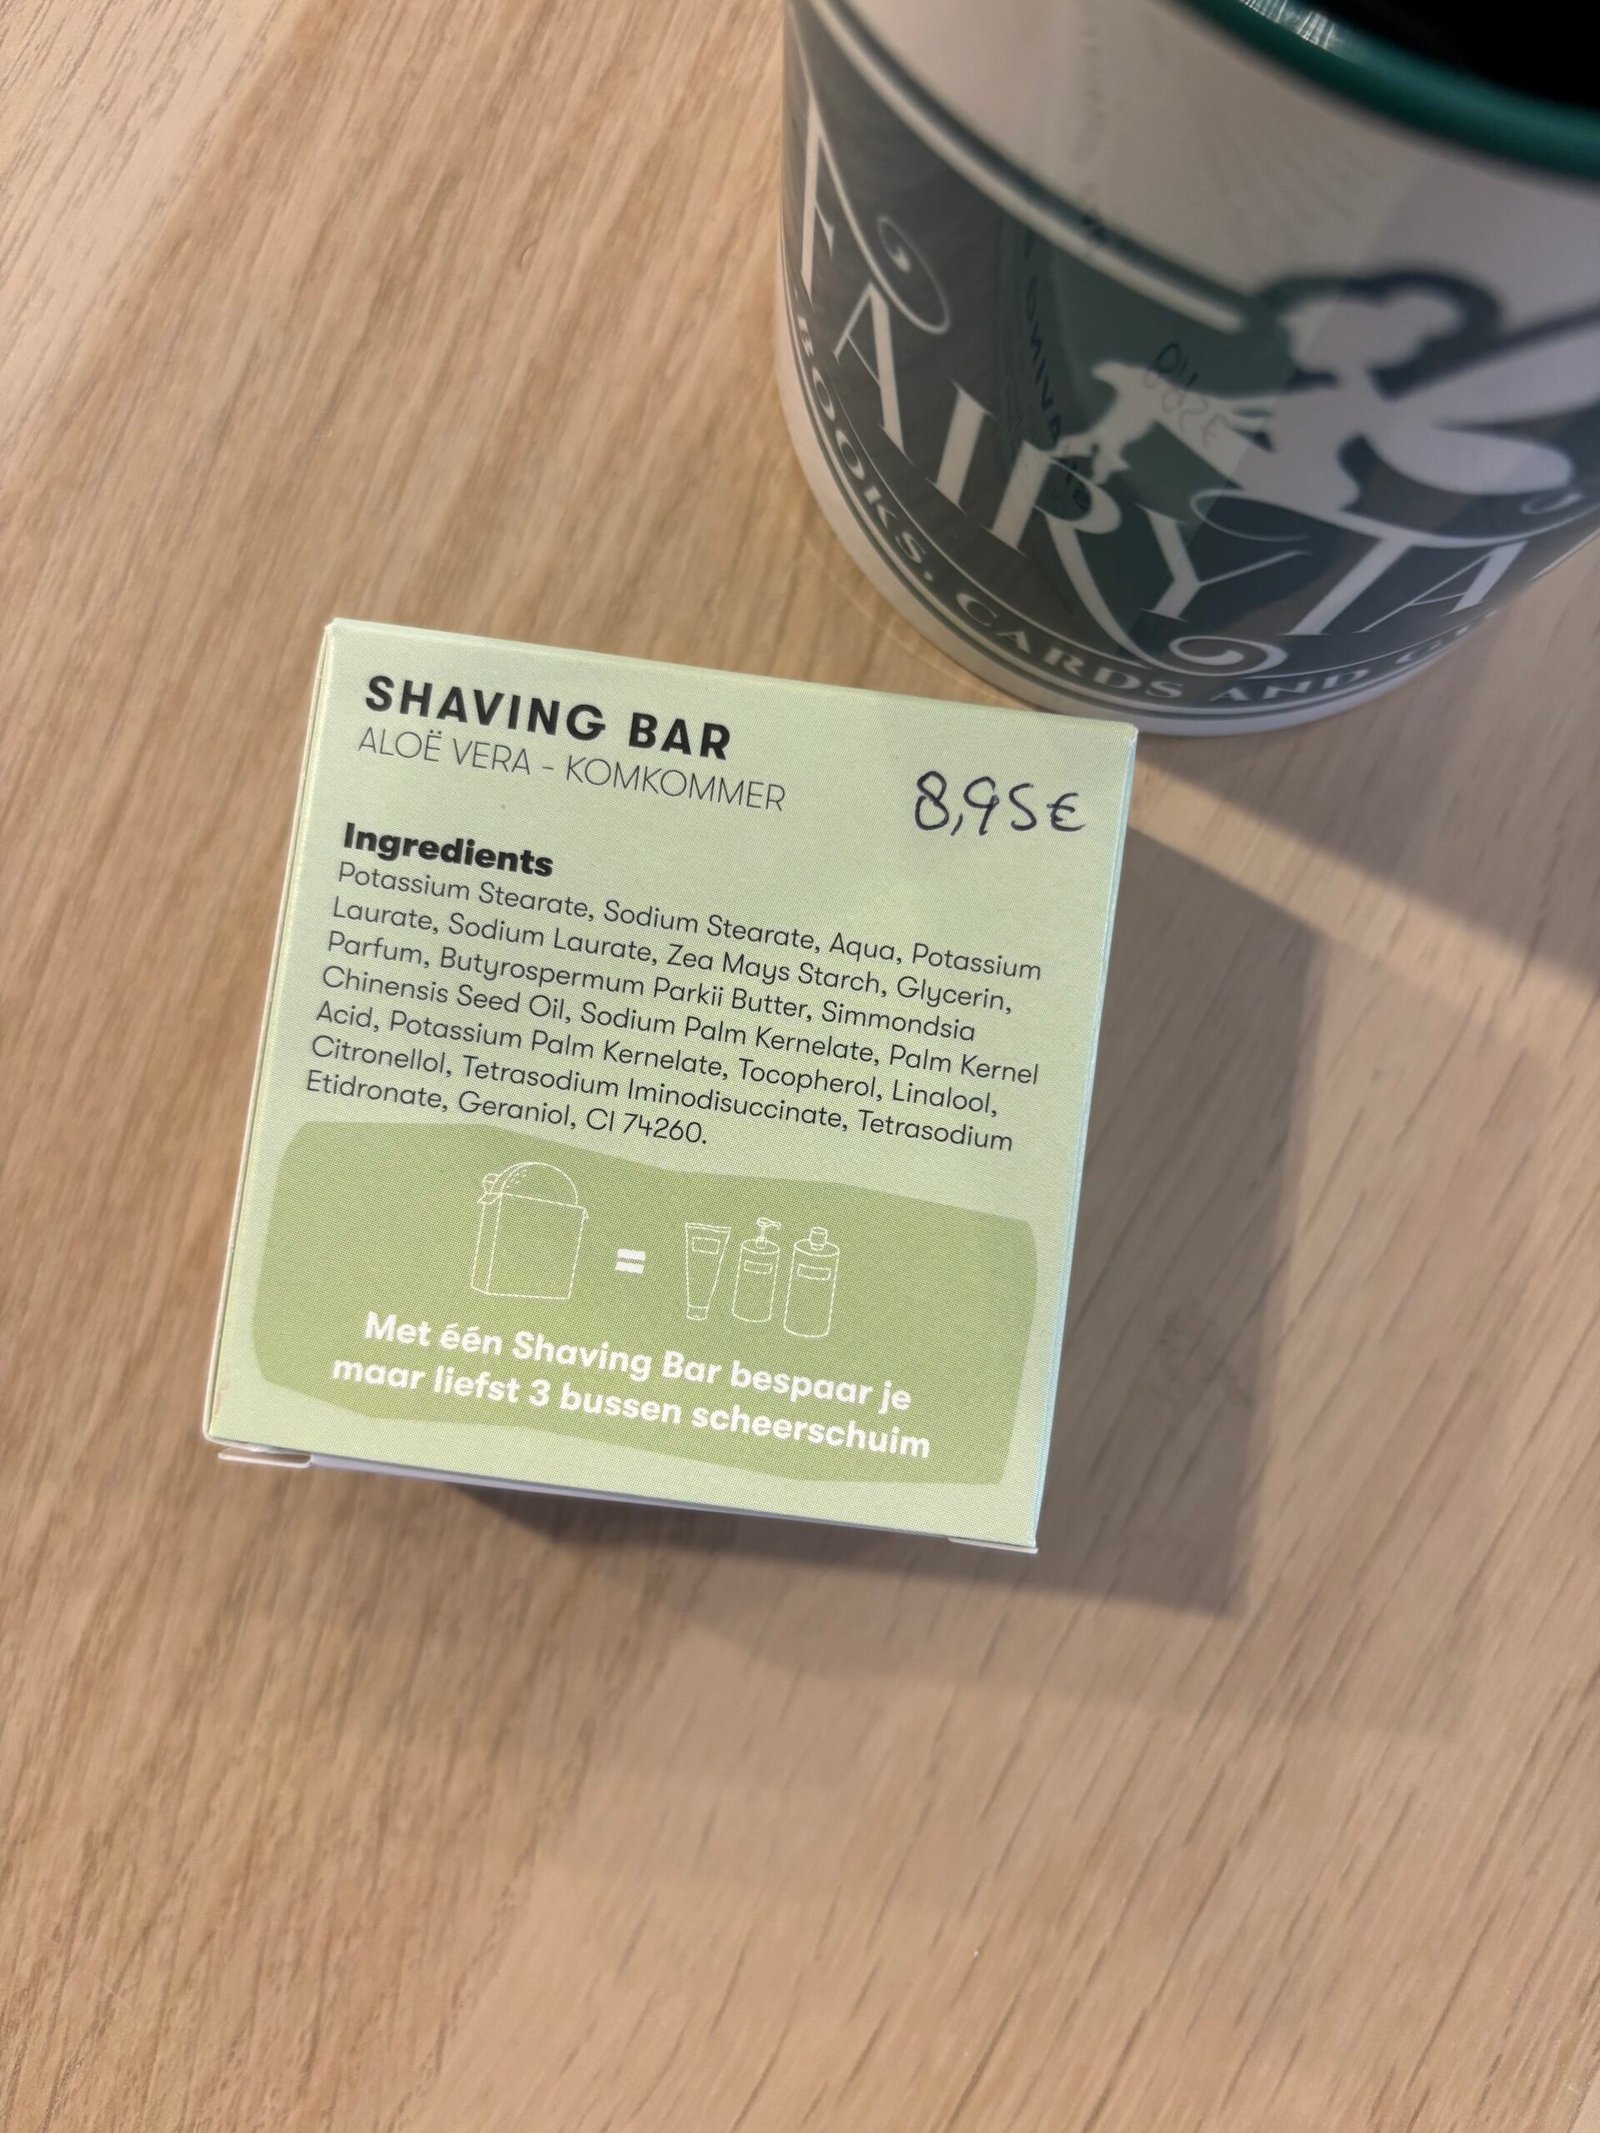 FAIRYTA
BOOKS, CARDS AND
SHAVING BAR
ALOË VERA - KOMKOMMER
8,95€
Ingredients
Potassium Stearate, Sodium Stearate, Aqua, Potassium
Laurate, Sodium Laurate, Zea Mays Starch, Glycerin,
Parfum, Butyrospermum Parkii Butter, Simmondsia
Chinensis Seed Oil, Sodium Palm Kernelate, Palm Kernel
Acid, Potassium Palm Kernelate, Tocopherol, Linalool,
Citronellol, Tetrasodium Iminodisuccinate, Tetrasodium
Etidronate, Geraniol, CI 74260.
=
Met één Shaving Bar bespaar je
maar liefst 3 bussen scheerschuim